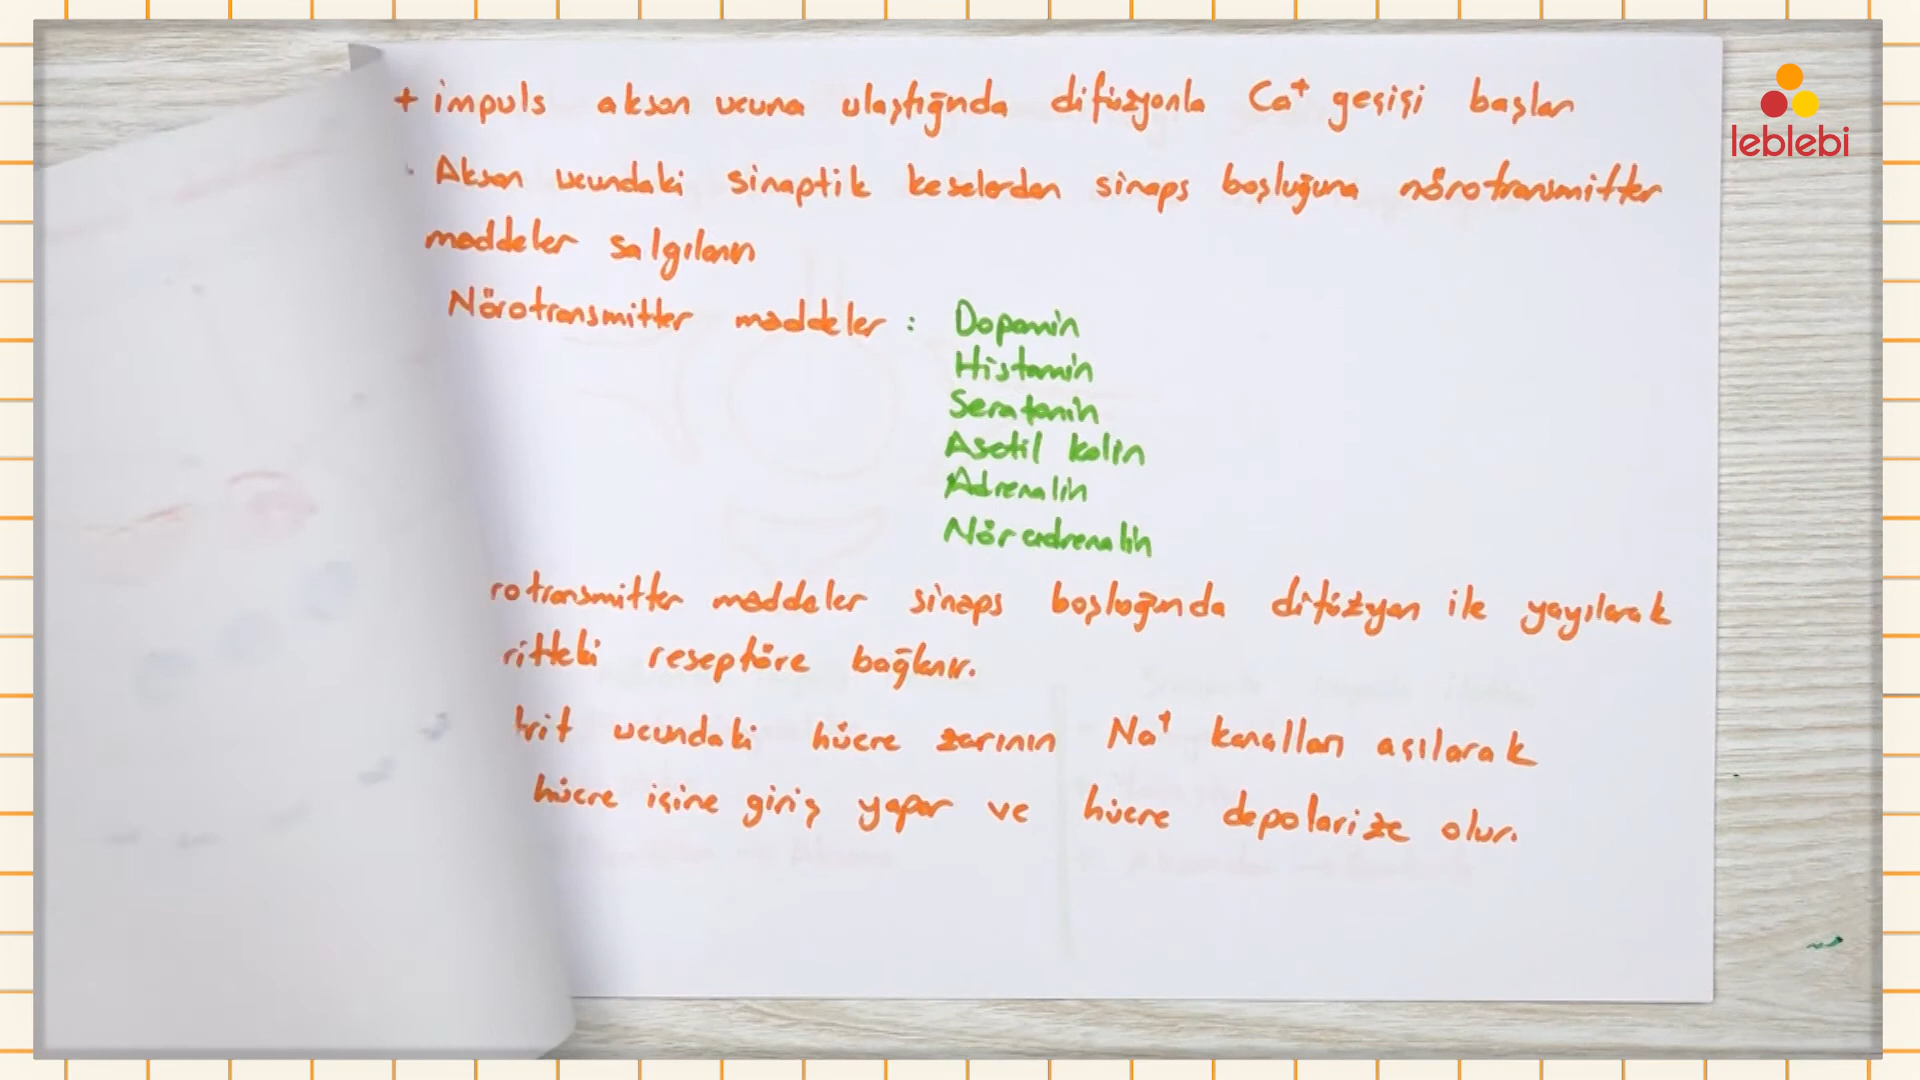 + impuls akson ucuna ulaştığında difüzyonla Ca⁺ geçişi başlar
leblebi
Akson ucundaki sinaptik keselerden sinaps boşluğuna nörotransmitter
maddeler salgılanır
Nörotransmitter maddeler : Dopamin
Histamin
Seratonin
Asetil kolin
Adrenalin
Nöradrenalin
rotransmitter maddeler sinaps boşluğunda difüzyon ile yayılarak
ritteki reseptöre bağlanır.
trit ucundaki hücre zarının Na⁺ kanalları açılarak
hücre içine giriş yapar ve hücre depolarize olur.